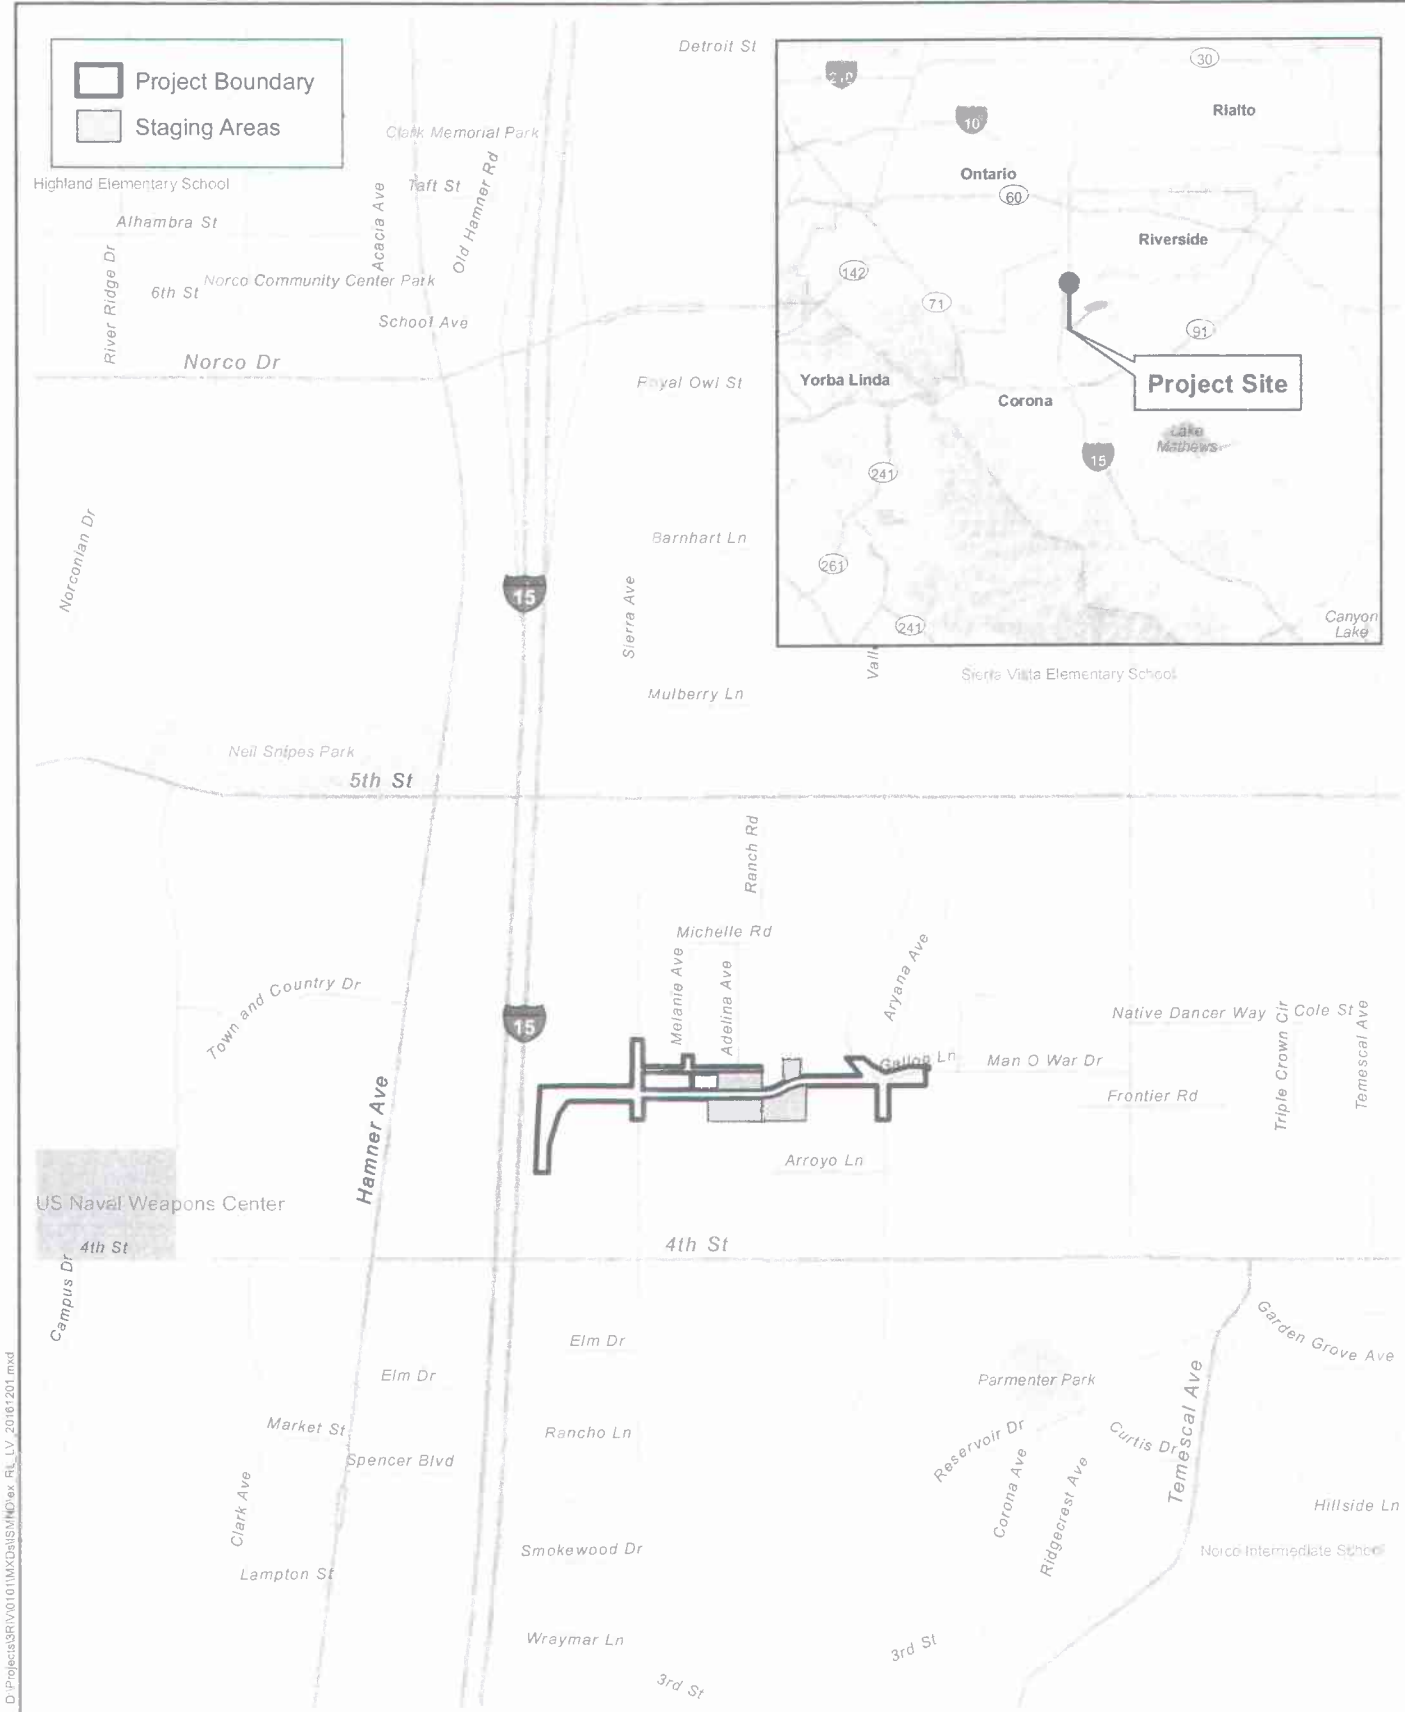 Project Boundary
Staging Areas
Detroit St
Clark Memorial Park
Highland Elementary School
Taft St
Acacia Ave
Old Hamner Rd
Alhambra St
River Ridge Dr
6th St
Norco Community Center Park
School Ave
Norco Dr
Royal Owl St
210
30
10
Rialto
Ontario
60
Riverside
142
71
91
Project Site
Yorba Linda
Corona
Lake
Mathews
15
241
261
241
Canyon
Lake
Norconian Dr
15
Barnhart Ln
Sierra Ave
Mulberry Ln
Sierra Vista Elementary School
Neil Snipes Park
5th St
Ranch Rd
Michelle Rd
Melanie Ave
Adelina Ave
Aryana Ave
Town and Country Dr
15
Native Dancer Way
Triple Crown Cir
Cole St
Temescal Ave
Gallop Ln
Man O War Dr
Frontier Rd
Hamner Ave
Arroyo Ln
US Naval Weapons Center
4th St
4th St
Campus Dr
Elm Dr
Garden Grove Ave
Elm Dr
Parmenter Park
Temescal Ave
Market St
Rancho Ln
Reservoir Dr
Curtis Dr
Spencer Blvd
Corona Ave
Ridgecrest Ave
Clark Ave
Hillside Ln
Smokewood Dr
Norco Intermediate School
Lampton St
Wraymar Ln
3rd St
3rd St